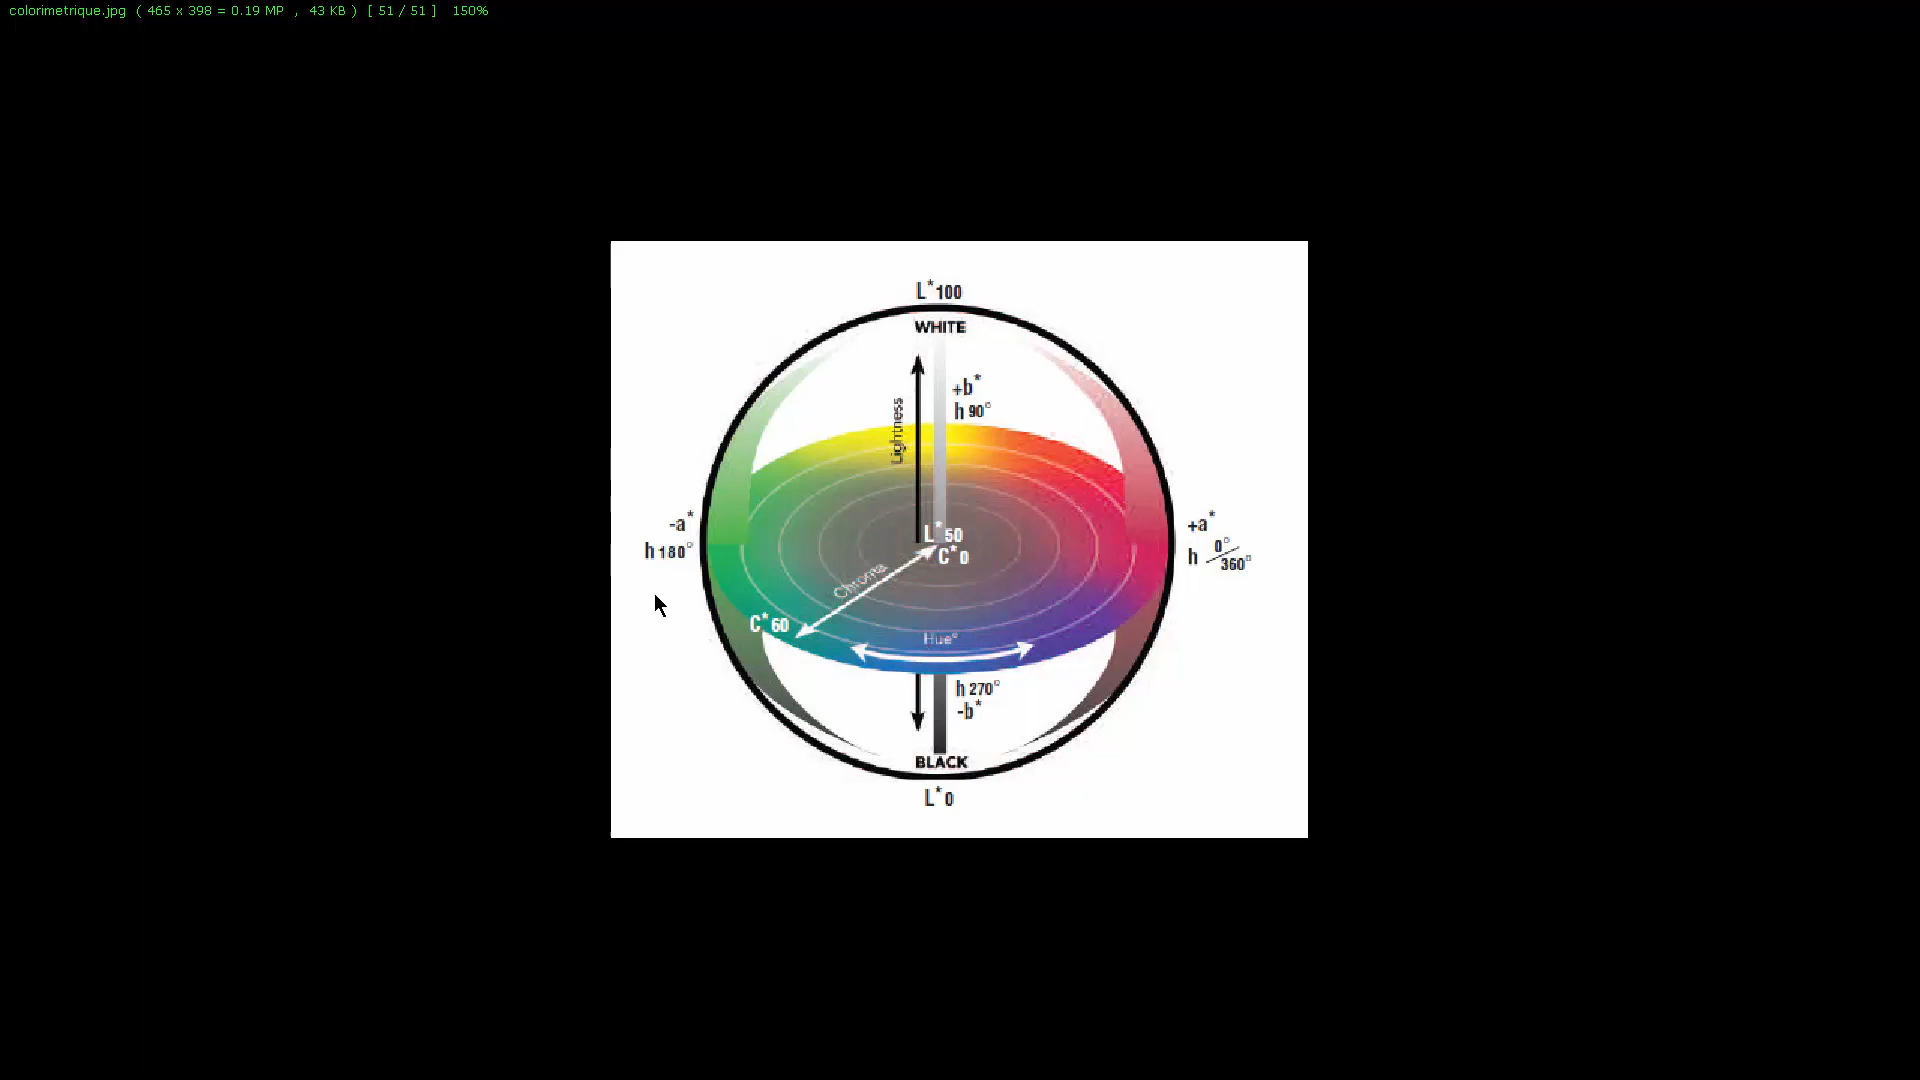 colorimetrique.jpg ( 465 x 398 = 0.19 MP , 43 KB ) [ 51 / 51 ] 150%
L*100
WHITE
+b*
h 90°
Lightness
-a*
h 180°
+a*
h 0°/360°
L*50
C*0
Chroma
C*60
Hue°
h 270°
-b*
BLACK
L*0